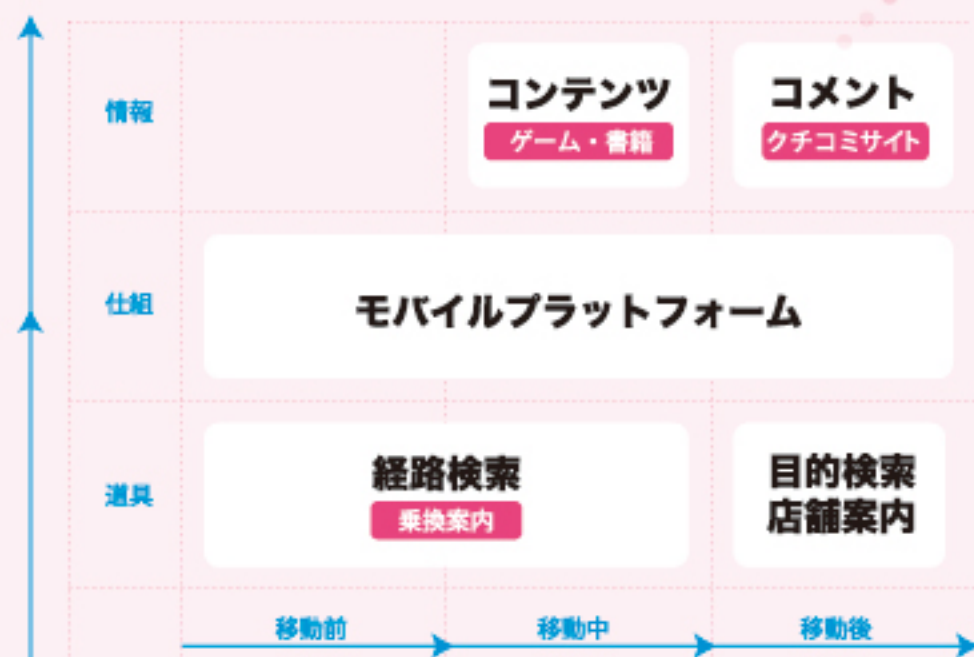 情報
コンテンツ
ゲーム・書籍
コメント
クチコミサイト
仕組
モバイルプラットフォーム
道具
経路検索
乗換案内
目的検索
店舗案内
移動前
移動中
移動後